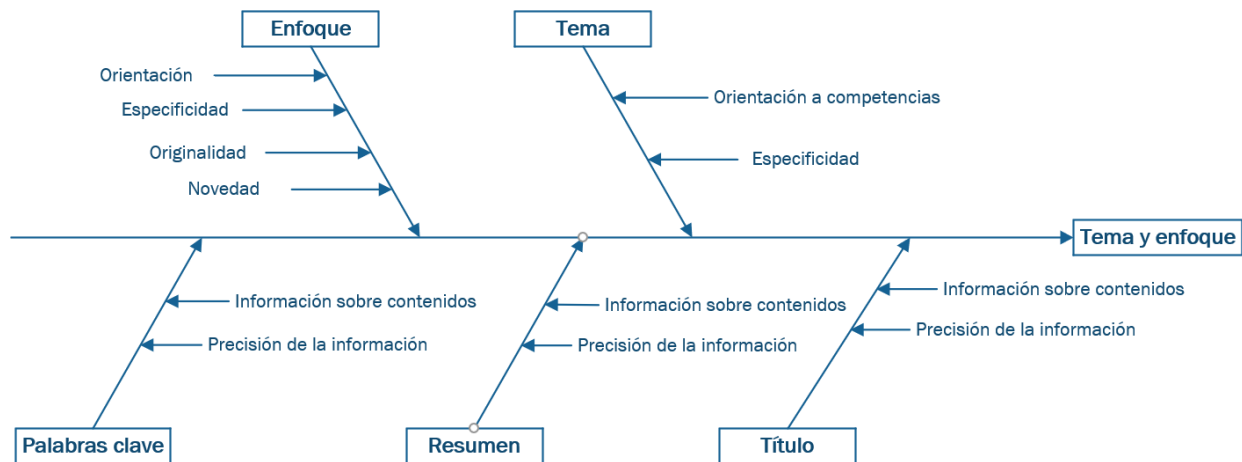 Enfoque
Tema
Orientación
Especificidad
Originalidad
Novedad
Orientación a competencias
Especificidad
Tema y enfoque
Información sobre contenidos
Precisión de la información
Información sobre contenidos
Precisión de la información
Información sobre contenidos
Precisión de la información
Palabras clave
Resumen
Título